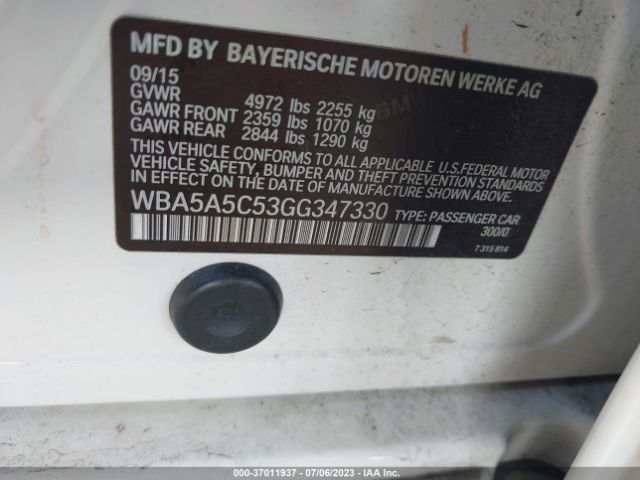 MFD BY BAYERISCHE MOTOREN WERKE AG
09/15
GVWR 4972 lbs 2255 kg
GAWR FRONT 2359 lbs 1070 kg
GAWR REAR 2844 lbs 1290 kg
THIS VEHICLE CONFORMS TO ALL APPLICABLE U.S.FEDERAL MOTOR
VEHICLE SAFETY, BUMPER, AND THEFT PREVENTION STANDARDS
IN EFFECT ON THE DATE OF MANUFACTURE SHOWN ABOVE.
WBA5A5C53GG347330 TYPE: PASSENGER CAR
300/0
7 315 814
000-37011937 - 07/06/2023 - IAA Inc.